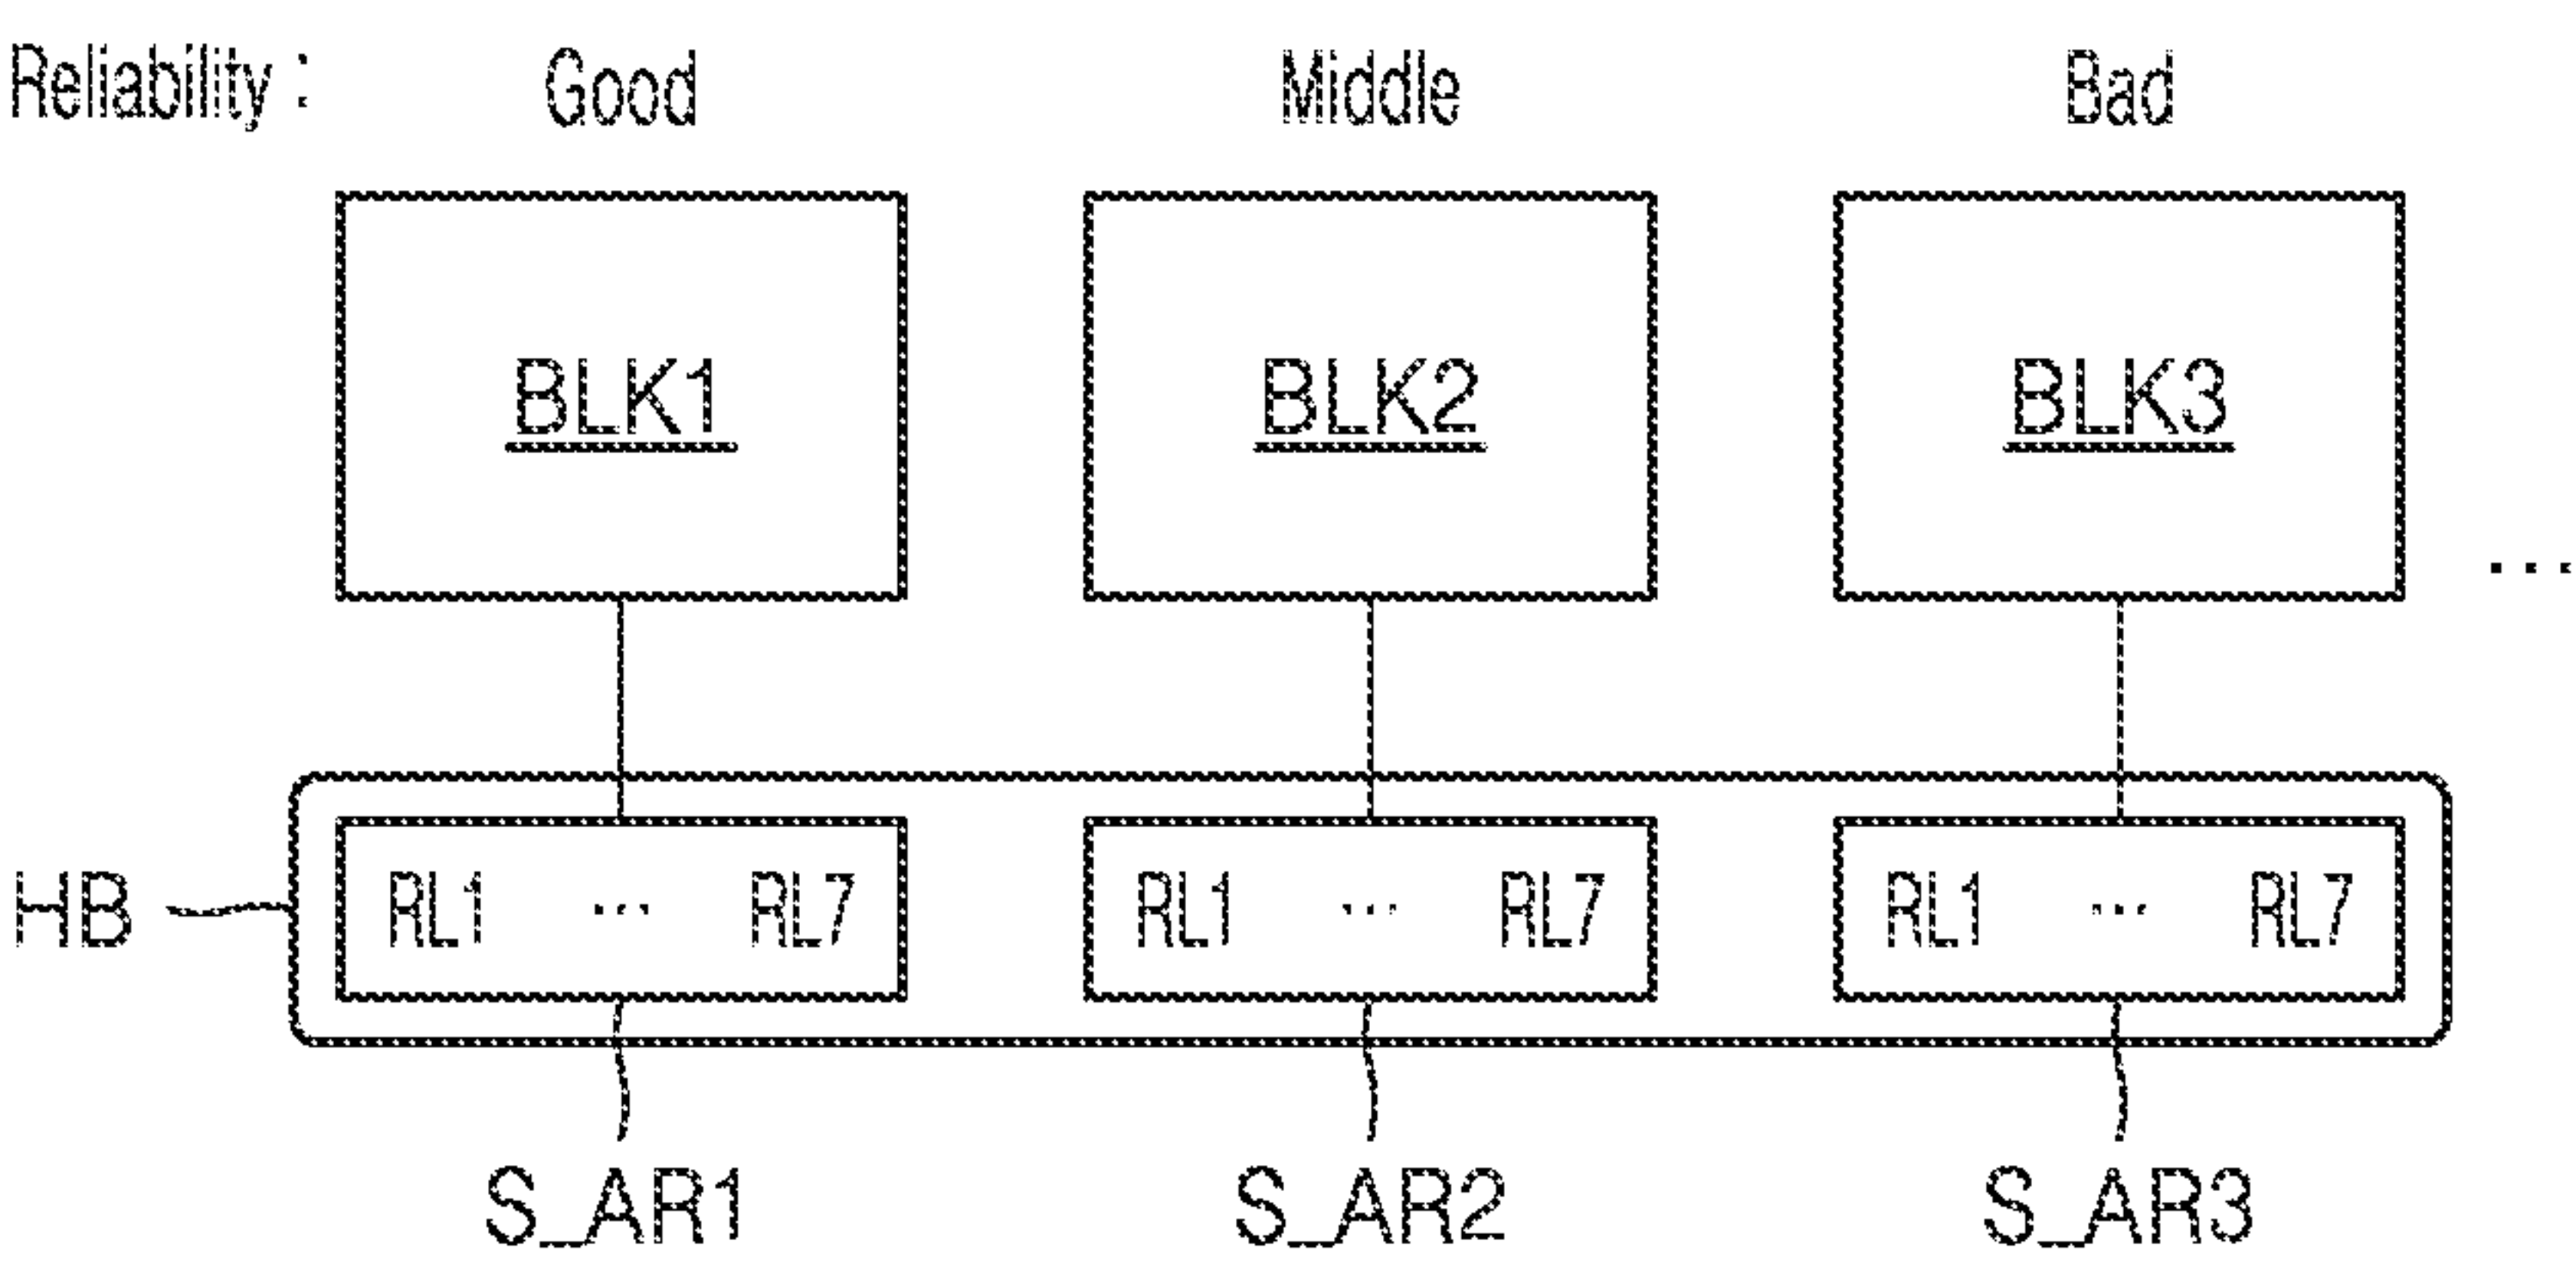 Reliability : Good Middle Bad
BLK1 BLK2 BLK3
...
HB RL1 ... RL7 RL1 ... RL7 RL1 ... RL7
S_AR1 S_AR2 S_AR3